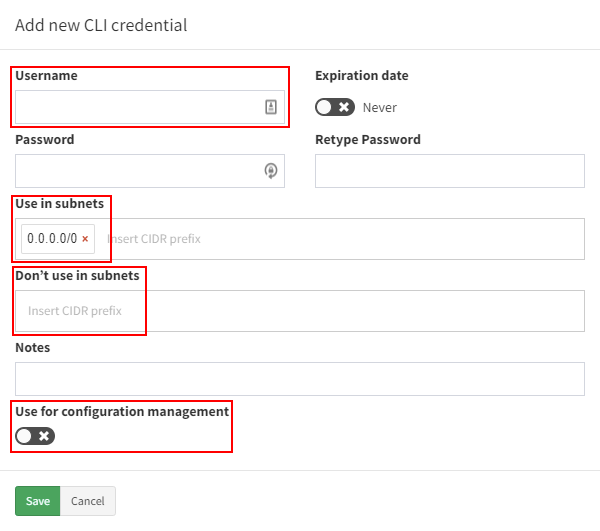 Add new CLI credential
Username
Expiration date
Never
Password
Retype Password
Use in subnets
0.0.0.0/0 × Insert CIDR prefix
Don’t use in subnets
Insert CIDR prefix
Notes
Use for configuration management
Save Cancel